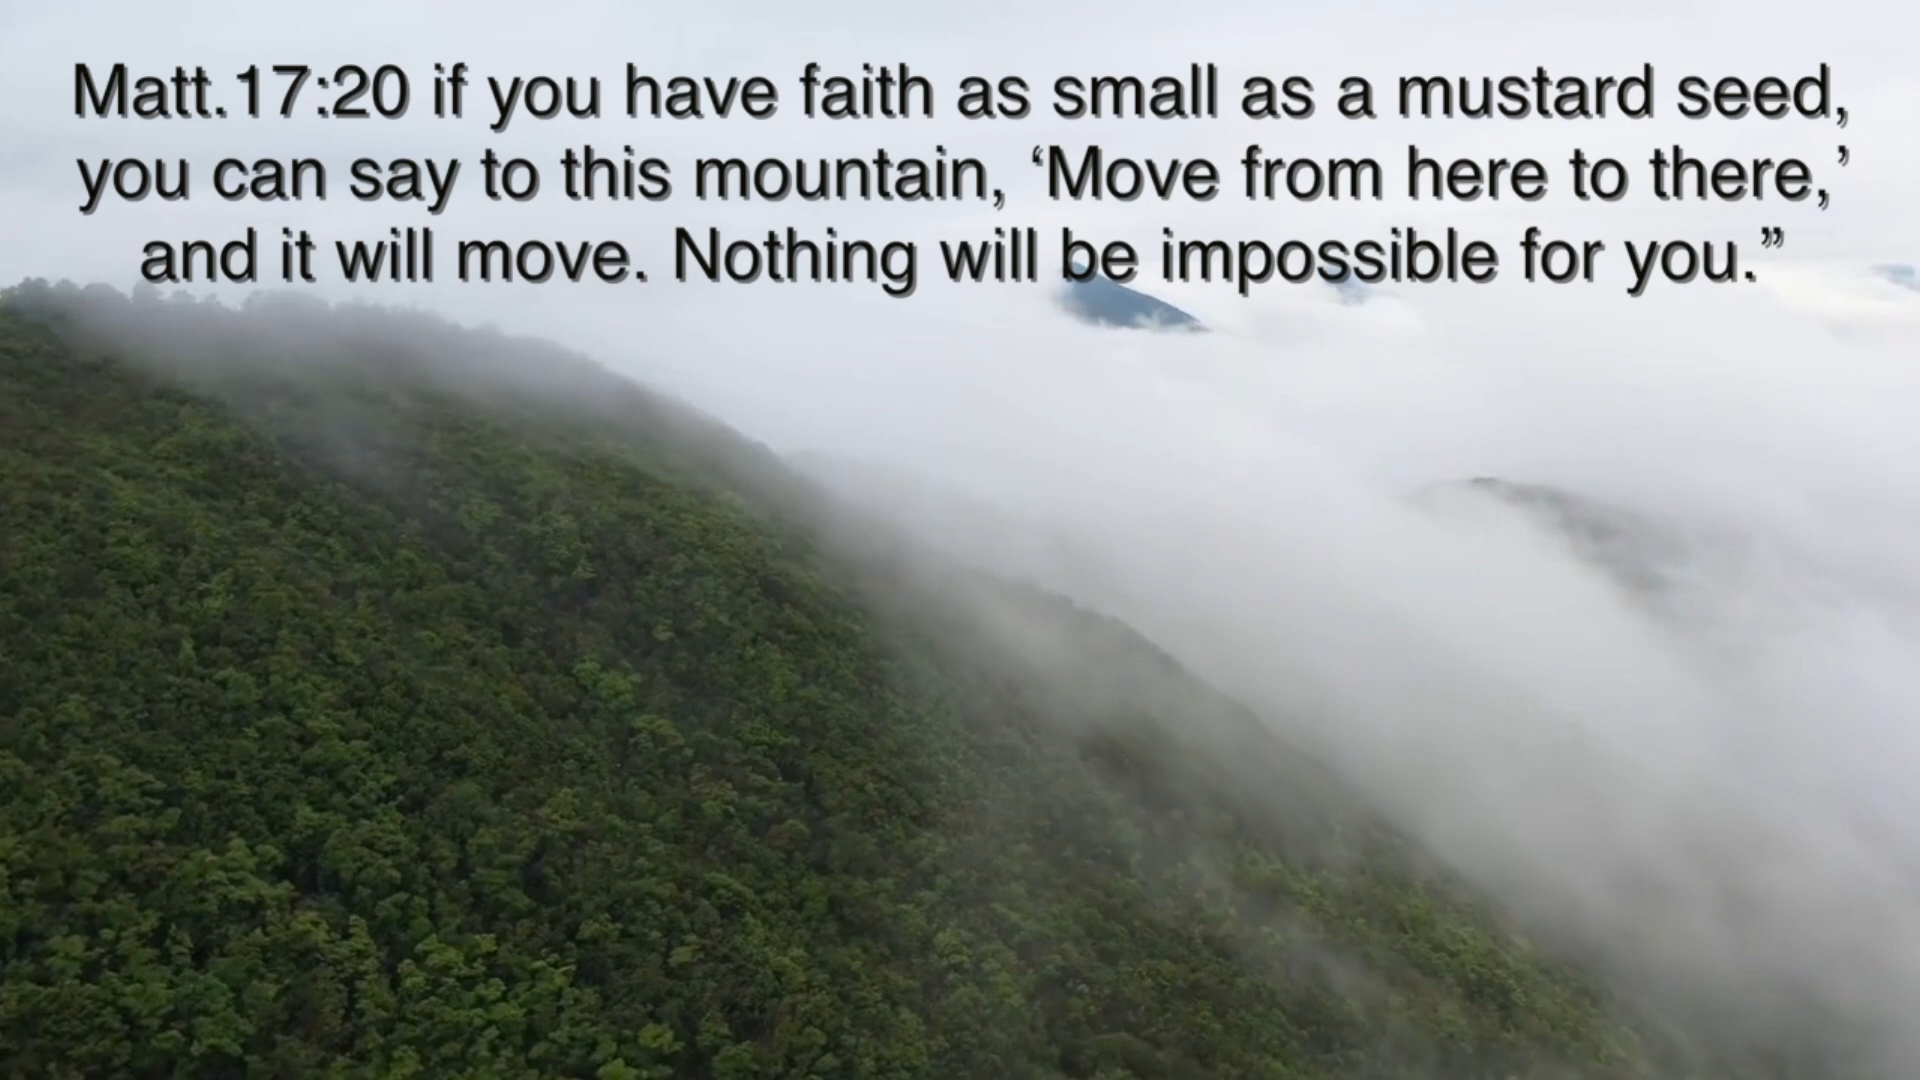 Matt.17:20 if you have faith as small as a mustard seed,
you can say to this mountain, ‘Move from here to there,’
and it will move. Nothing will be impossible for you.”